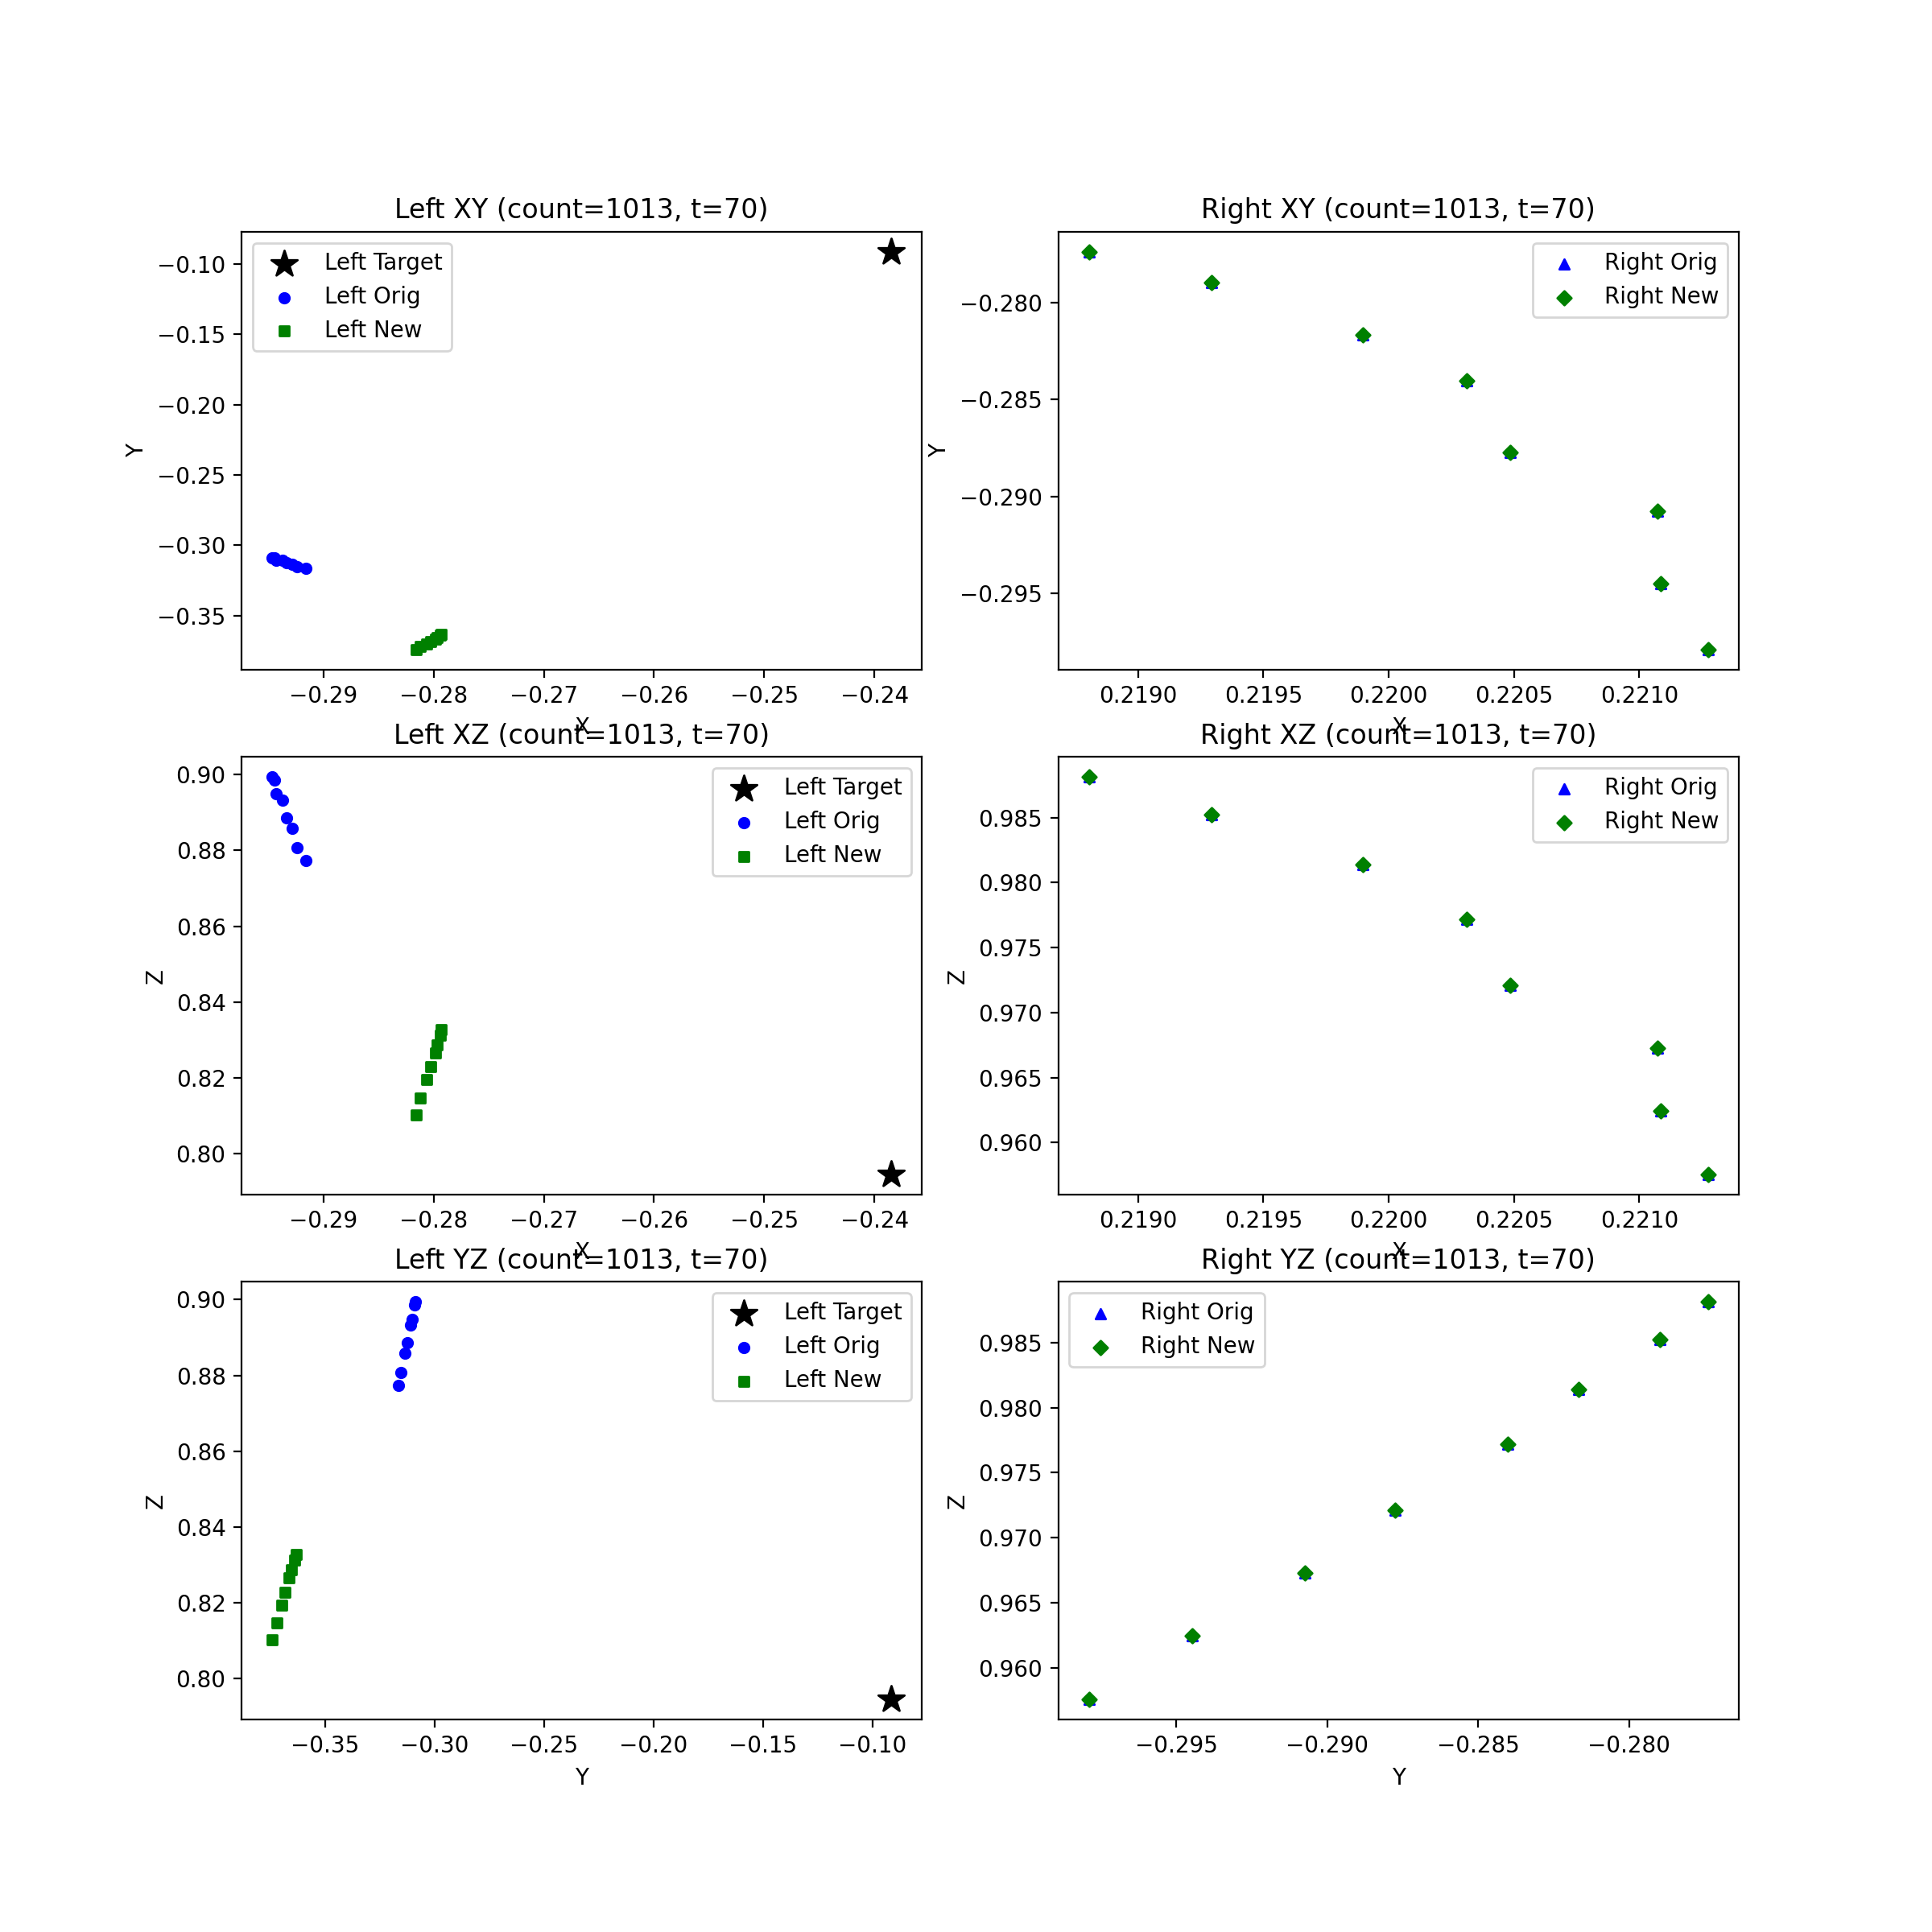 Left XY (count=1013, t=70)
Right XY (count=1013, t=70)
Left Target
Left Orig
Left New
Right Orig
Right New
Y
−0.10
−0.15
−0.20
−0.25
−0.30
−0.35
−0.29
−0.28
−0.27
−0.26
−0.25
−0.24
X
Y
−0.280
−0.285
−0.290
−0.295
0.2190
0.2195
0.2200
0.2205
0.2210
X
Left XZ (count=1013, t=70)
Right XZ (count=1013, t=70)
Left Target
Left Orig
Left New
Right Orig
Right New
Z
0.90
0.88
0.86
0.84
0.82
0.80
−0.29
−0.28
−0.27
−0.26
−0.25
−0.24
X
Z
0.985
0.980
0.975
0.970
0.965
0.960
0.2190
0.2195
0.2200
0.2205
0.2210
X
Left YZ (count=1013, t=70)
Right YZ (count=1013, t=70)
Left Target
Left Orig
Left New
Right Orig
Right New
Z
0.90
0.88
0.86
0.84
0.82
0.80
−0.35
−0.30
−0.25
−0.20
−0.15
−0.10
Y
Z
0.985
0.980
0.975
0.970
0.965
0.960
−0.295
−0.290
−0.285
−0.280
Y